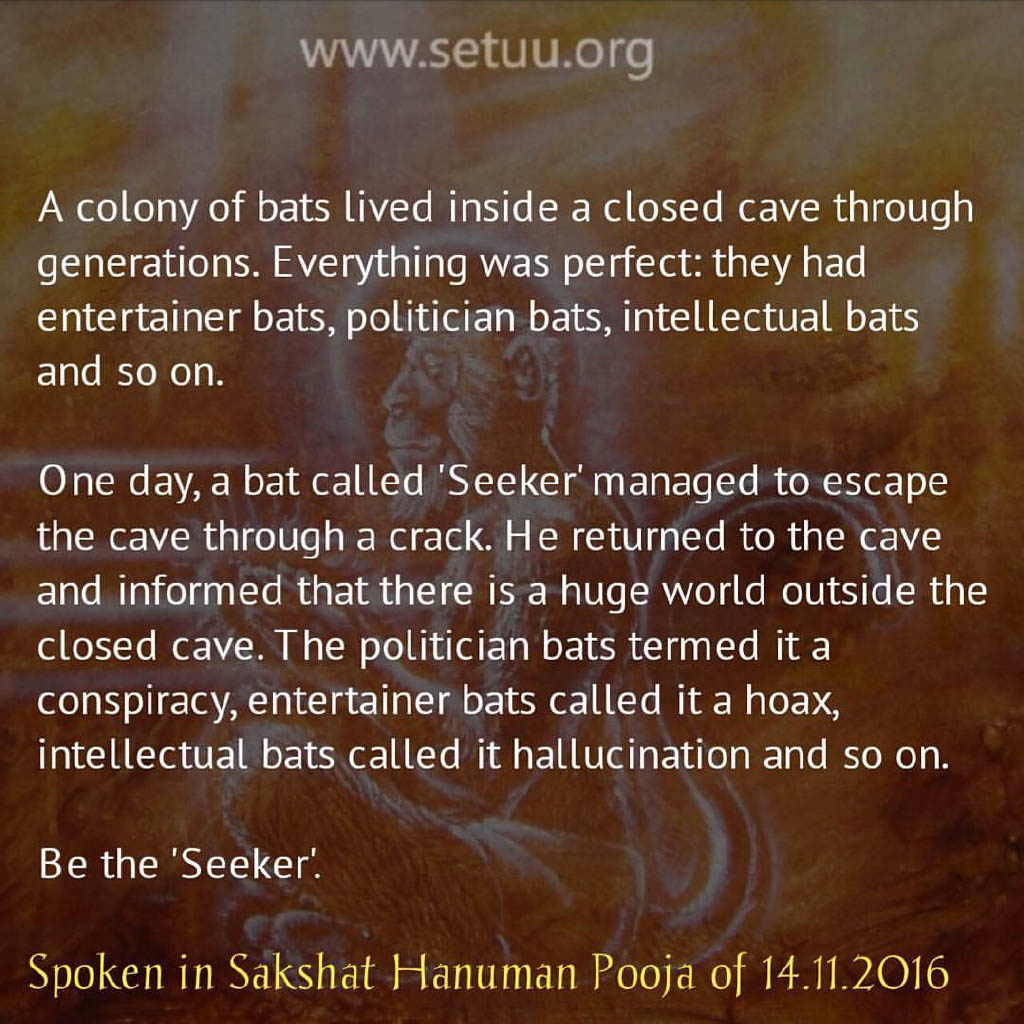 www.setuu.org
A colony of bats lived inside a closed cave through
generations. Everything was perfect: they had
entertainer bats, politician bats, intellectual bats
and so on.
One day, a bat called 'Seeker' managed to escape
the cave through a crack. He returned to the cave
and informed that there is a huge world outside the
closed cave. The politician bats termed it a
conspiracy, entertainer bats called it a hoax,
intellectual bats called it hallucination and so on.
Be the 'Seeker'.
Spoken in Sakshat Hanuman Pooja of 14.11.2016